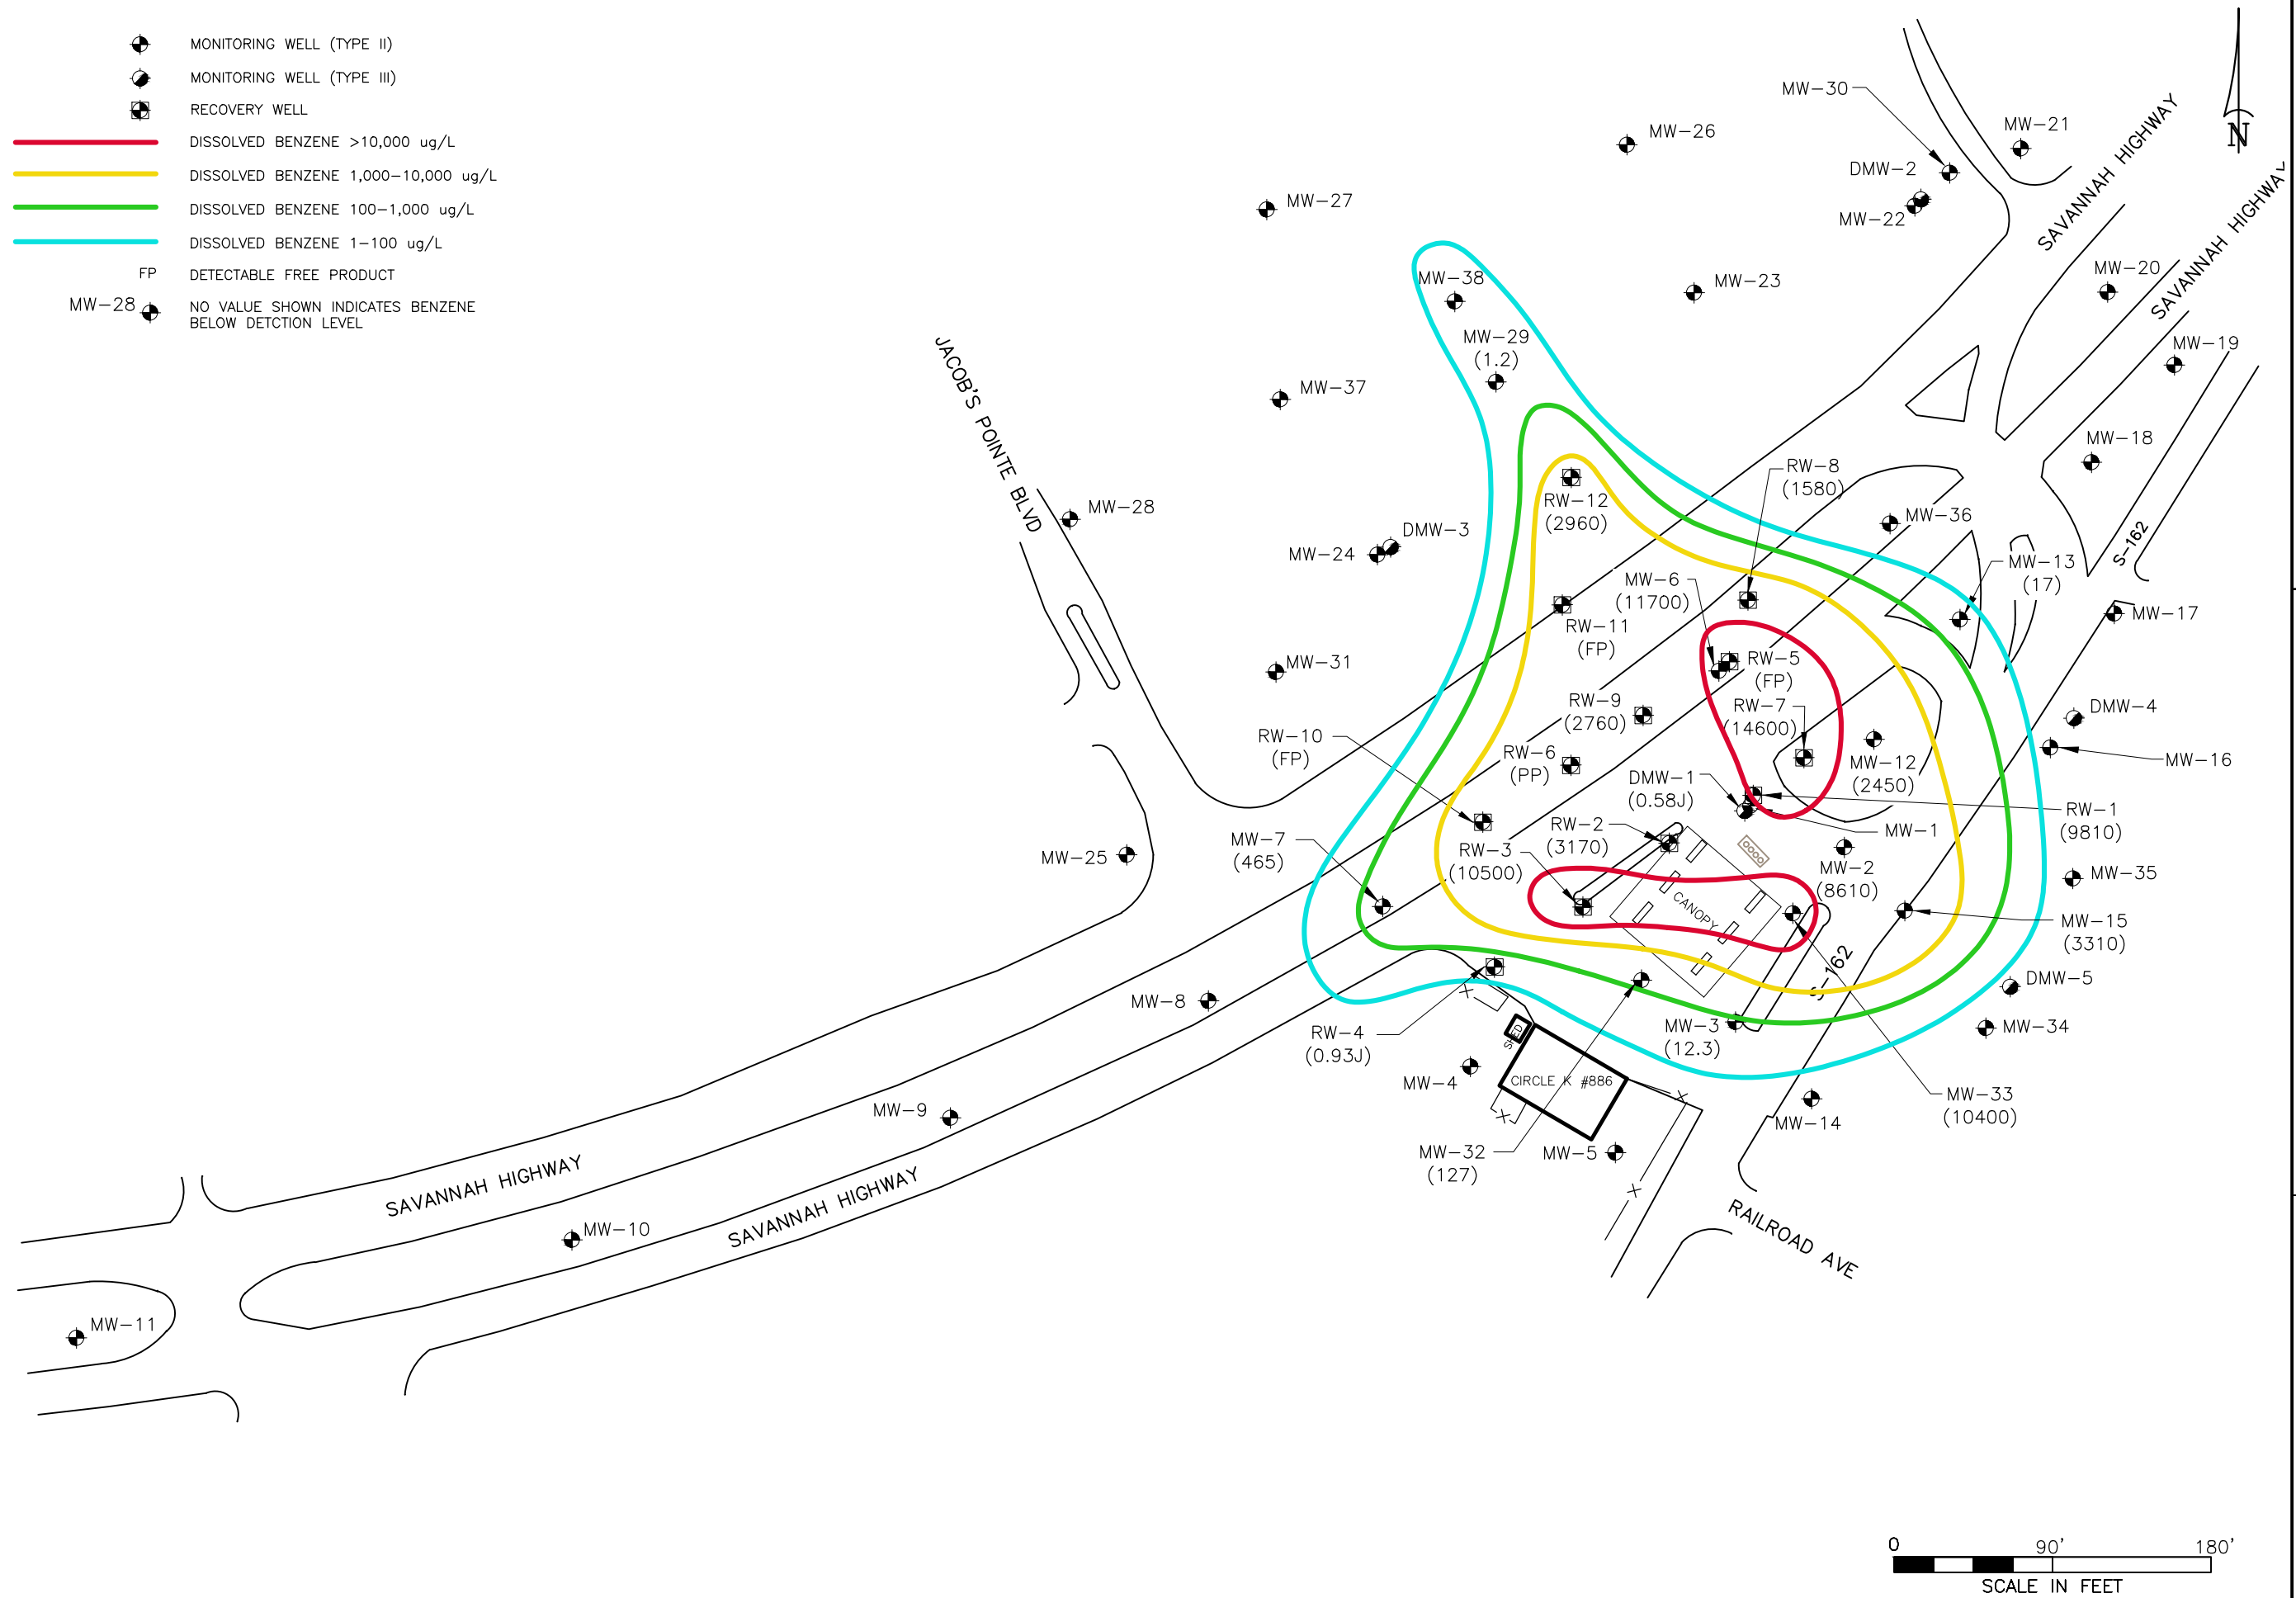 MONITORING WELL (TYPE II)
MONITORING WELL (TYPE III)
RECOVERY WELL
DISSOLVED BENZENE >10,000 ug/L
DISSOLVED BENZENE 1,000-10,000 ug/L
DISSOLVED BENZENE 100-1,000 ug/L
DISSOLVED BENZENE 1-100 ug/L
FP DETECTABLE FREE PRODUCT
MW-28 NO VALUE SHOWN INDICATES BENZENE
BELOW DETCTION LEVEL
N
MW-30
MW-21
MW-26
DMW-2
MW-22
MW-27
SAVANNAH HIGHWAY
SAVANNAH HIGHWAY
MW-20
MW-23
MW-38
MW-29
(1.2)
MW-19
MW-37
JACOB'S POINTE BLVD
MW-18
RW-8
(1580)
RW-12
(2960)
MW-28
MW-36
DMW-3
MW-24
S-162
MW-13
(17)
MW-6
(11700)
MW-17
RW-11
(FP)
MW-31
RW-5
(FP)
RW-9
(2760)
RW-7
(14600)
DMW-4
RW-10
(FP)
RW-6
(PP)
MW-12
(2450)
MW-16
DMW-1
(0.58J)
RW-1
(9810)
MW-1
RW-2
(3170)
MW-7
(465)
RW-3
(10500)
MW-25
MW-2
(8610)
MW-35
CANOPY
MW-15
(3310)
S-162
DMW-5
MW-8
RW-4
(0.93J)
MW-3
(12.3)
MW-34
SHED
MW-4
CIRCLE K #886
MW-33
(10400)
MW-9
MW-14
MW-32
(127)
MW-5
SAVANNAH HIGHWAY
SAVANNAH HIGHWAY
MW-10
RAILROAD AVE
MW-11
0 90' 180'
SCALE IN FEET